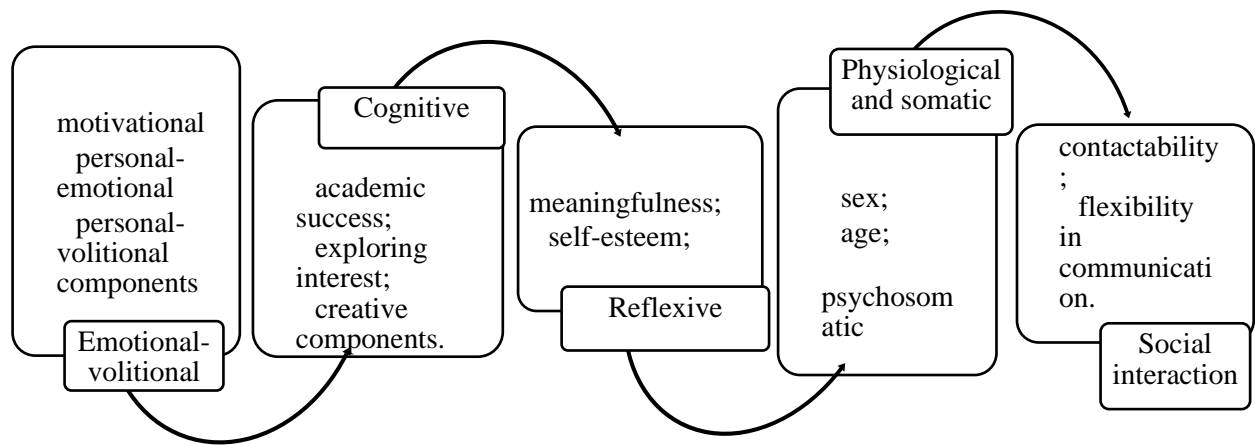 motivational
personal-
emotional
personal-
volitional
components
Emotional-
volitional
Cognitive
academic
success;
exploring
interest;
creative
components.
meaningfulness;
self-esteem;
Reflexive
Physiological
and somatic
sex;
age;
psychosom
atic
contactability
;
flexibility
in
communicati
on.
Social
interaction